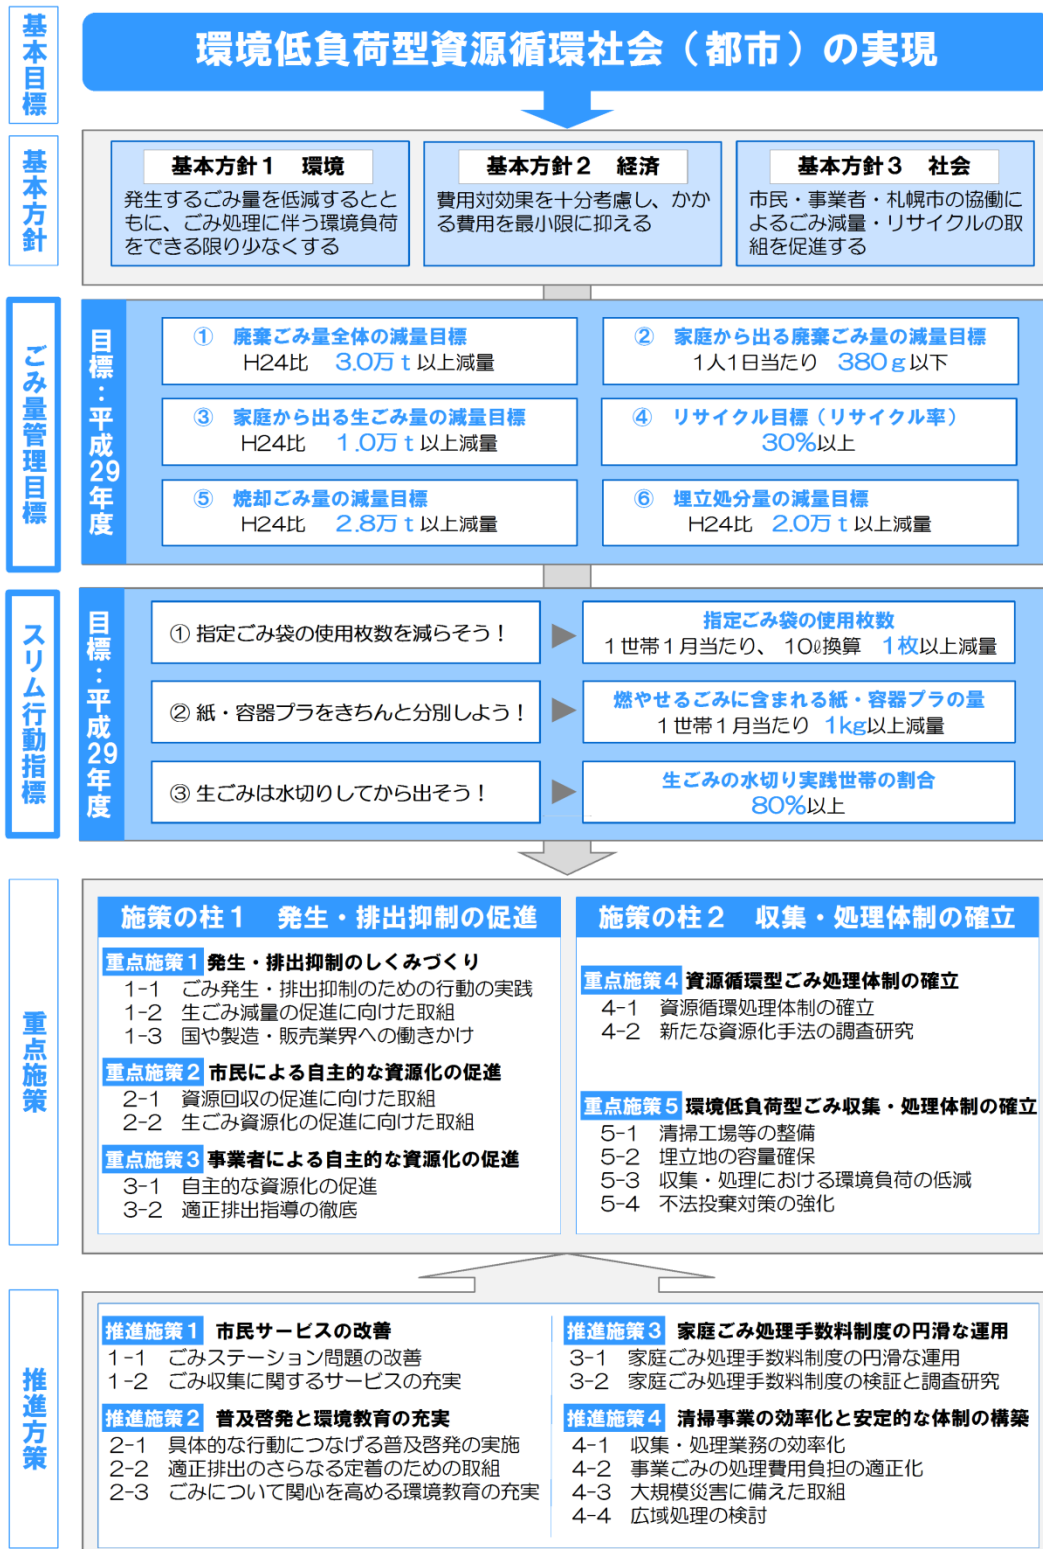 基本目標
環境低負荷型資源循環社会（都市）の実現
基本方針
基本方針１　環境
発生するごみ量を低減するとと
もに、ごみ処理に伴う環境負荷
をできる限り少なくする
基本方針２　経済
費用対効果を十分考慮し、かか
る費用を最小限に抑える
基本方針３　社会
市民・事業者・札幌市の協働に
よるごみ減量・リサイクルの取
組を促進する
ごみ量管理目標
目標：平成29年度
①　廃棄ごみ量全体の減量目標
H24比　3.0万ｔ以上減量
②　家庭から出る廃棄ごみ量の減量目標
1人1日当たり　380ｇ以下
③　家庭から出る生ごみ量の減量目標
H24比　1.0万ｔ以上減量
④　リサイクル目標（リサイクル率）
30%以上
⑤　焼却ごみ量の減量目標
H24比　2.8万ｔ以上減量
⑥　埋立処分量の減量目標
H24比　2.0万ｔ以上減量
スリム行動指標
目標：平成29年度
① 指定ごみ袋の使用枚数を減らそう！
▶
指定ごみ袋の使用枚数
１世帯１月当たり、10ℓ換算　1枚以上減量
② 紙・容器プラをきちんと分別しよう！
▶
燃やせるごみに含まれる紙・容器プラの量
１世帯１月当たり　1kg以上減量
③ 生ごみは水切りしてから出そう！
▶
生ごみの水切り実践世帯の割合
80%以上
重点施策
施策の柱１　発生・排出抑制の促進
重点施策１ 発生・排出抑制のしくみづくり
1-1　ごみ発生・排出抑制のための行動の実践
1-2　生ごみ減量の促進に向けた取組
1-3　国や製造・販売業界への働きかけ
重点施策２ 市民による自主的な資源化の促進
2-1　資源回収の促進に向けた取組
2-2　生ごみ資源化の促進に向けた取組
重点施策３ 事業者による自主的な資源化の促進
3-1　自主的な資源化の促進
3-2　適正排出指導の徹底
施策の柱２　収集・処理体制の確立
重点施策４ 資源循環型ごみ処理体制の確立
4-1　資源循環処理体制の確立
4-2　新たな資源化手法の調査研究
重点施策５ 環境低負荷型ごみ収集・処理体制の確立
5-1　清掃工場等の整備
5-2　埋立地の容量確保
5-3　収集・処理における環境負荷の低減
5-4　不法投棄対策の強化
推進方策
推進施策１　市民サービスの改善
1-1　ごみステーション問題の改善
1-2　ごみ収集に関するサービスの充実
推進施策２　普及啓発と環境教育の充実
2-1　具体的な行動につなげる普及啓発の実施
2-2　適正排出のさらなる定着のための取組
2-3　ごみについて関心を高める環境教育の充実
推進施策３　家庭ごみ処理手数料制度の円滑な運用
3-1　家庭ごみ処理手数料制度の円滑な運用
3-2　家庭ごみ処理手数料制度の検証と調査研究
推進施策４　清掃事業の効率化と安定的な体制の構築
4-1　収集・処理業務の効率化
4-2　事業ごみの処理費用負担の適正化
4-3　大規模災害に備えた取組
4-4　広域処理の検討